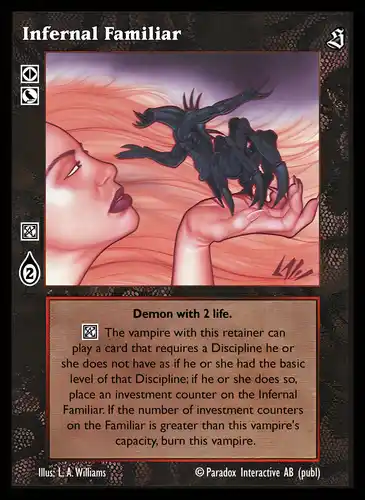 Infernal Familiar
2
Demon with 2 life.
The vampire with this retainer can
play a card that requires a Discipline he or
she does not have as if he or she had the basic
level of that Discipline; if he or she does so,
place an investment counter on the Infernal
Familiar. If the number of investment counters
on the Familiar is greater than this vampire's
capacity, burn this vampire.
Illus: L. A. Williams © Paradox Interactive AB (publ)